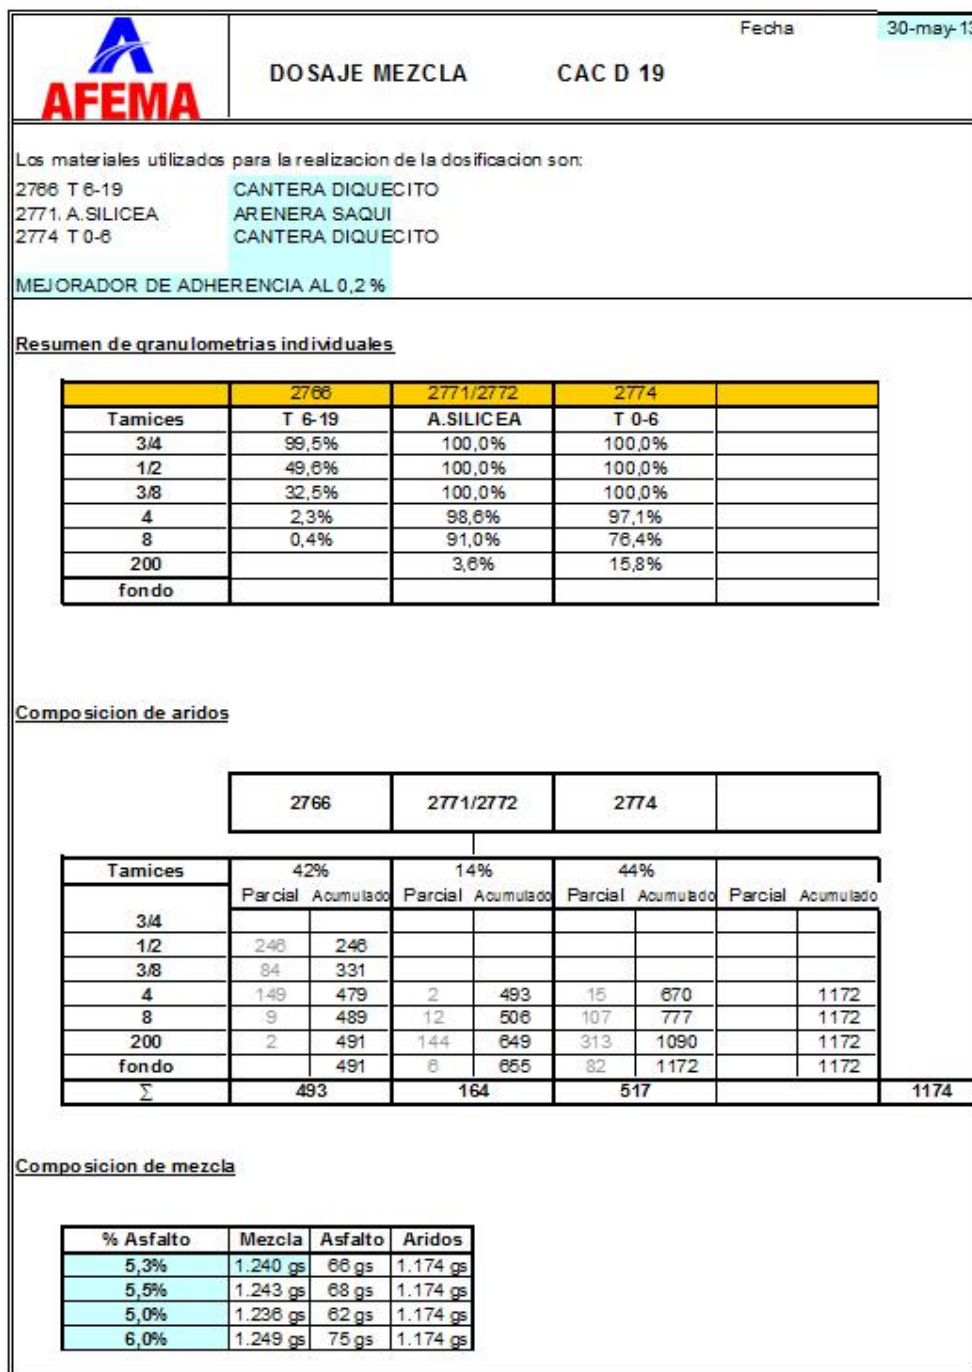 AFEMA
DOSAJE MEZCLA CAC D 19
Fecha 30-may-13
Los materiales utilizados para la realizacion de la dosificacion son:
2766 T 6-19 CANTERA DIQUECITO
2771. A.SILICEA ARENERA SAQUI
2774 T 0-6 CANTERA DIQUECITO
MEJORADOR DE ADHERENCIA AL 0,2 %
Resumen de granulometrias individuales
2766 2771/2772 2774
Tamices T 6-19 A.SILICEA T 0-6
3/4 99,5% 100,0% 100,0%
1/2 49,6% 100,0% 100,0%
3/8 32,5% 100,0% 100,0%
4 2,3% 98,6% 97,1%
8 0,4% 91,0% 76,4%
200 3,6% 15,8%
fondo
Composicion de aridos
2766 2771/2772 2774
Tamices 42% 14% 44%
Parcial Acumulado Parcial Acumulado Parcial Acumulado Parcial Acumulado
3/4
1/2 246 246
3/8 84 331
4 149 479 2 493 15 670 1172
8 9 489 12 506 107 777 1172
200 2 491 144 649 313 1090 1172
fondo 491 6 655 82 1172 1172
Σ 493 164 517 1174
Composicion de mezcla
% Asfalto Mezcla Asfalto Aridos
5,3% 1.240 gs 66 gs 1.174 gs
5,5% 1.243 gs 68 gs 1.174 gs
5,0% 1.236 gs 62 gs 1.174 gs
6,0% 1.249 gs 75 gs 1.174 gs